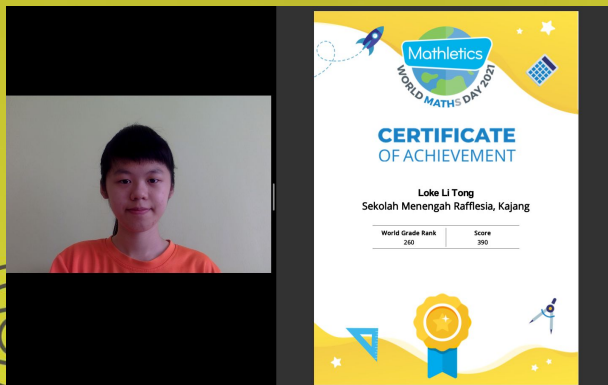 Mathletics
WORLD MATHS DAY 2021
CERTIFICATE
OF ACHIEVEMENT
Loke Li Tong
Sekolah Menengah Rafflesia, Kajang
World Grade Rank Score
260 390